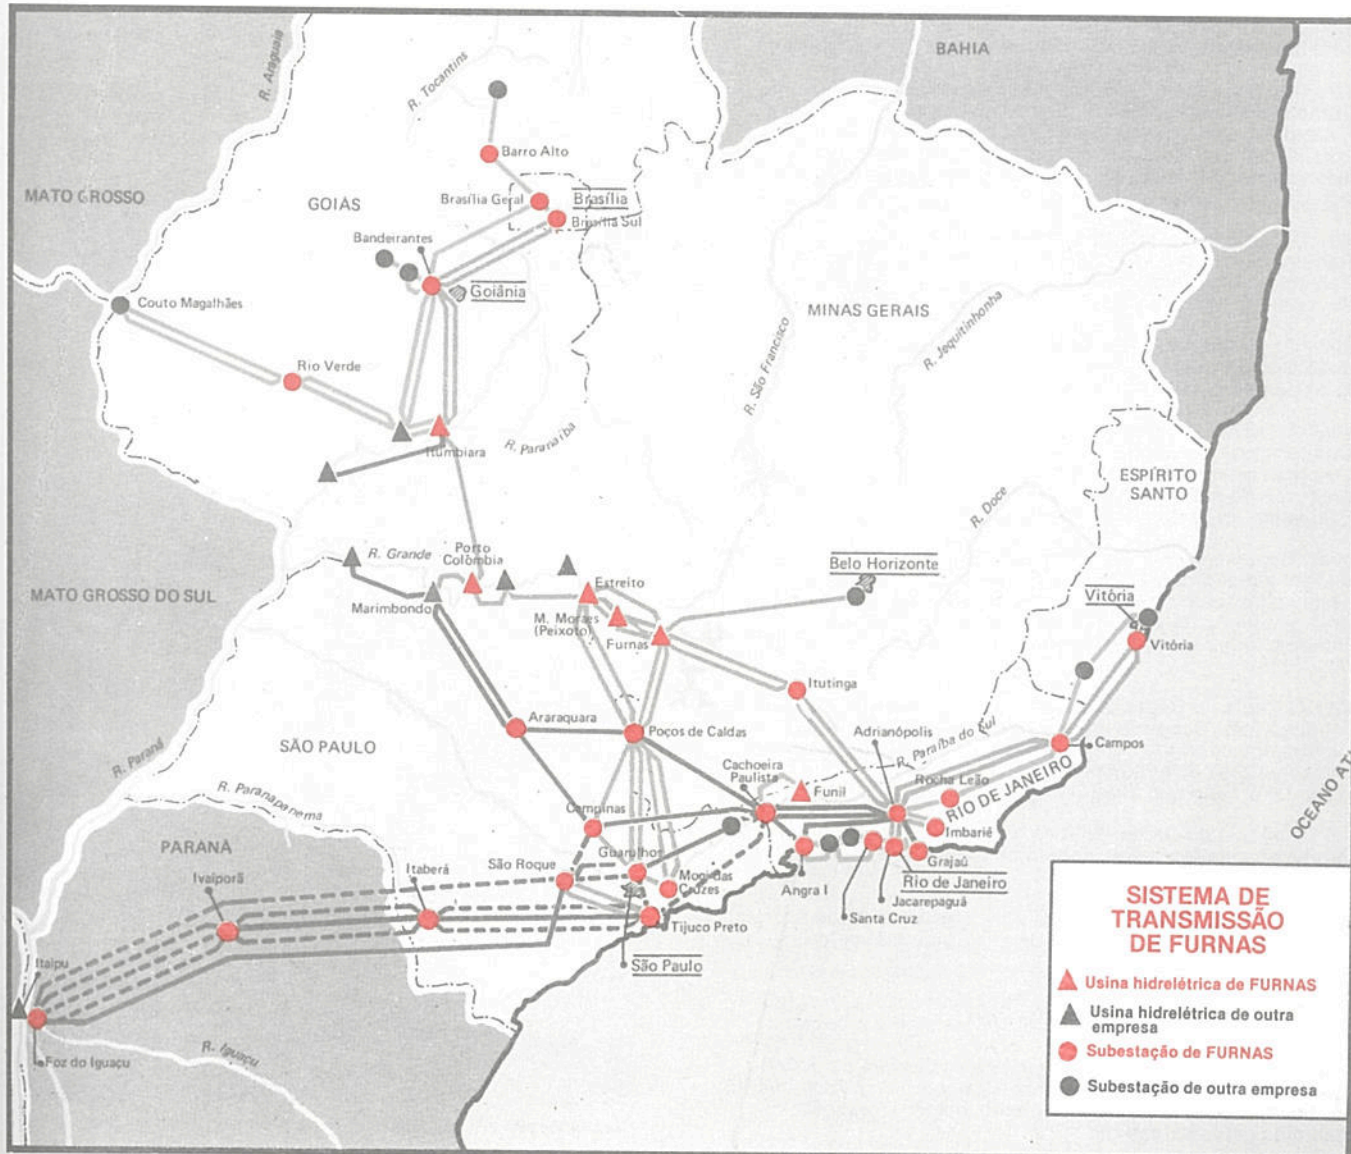 BAHIA
R. Araguaia
R. Tocantins
Barro Alto
MATO GROSSO
GOIÁS
Brasília Geral
Brasília
Brasília Sul
Bandeirantes
Goiânia
Couto Magalhães
MINAS GERAIS
R. Jequitinhonha
R. São Francisco
Rio Verde
Itumbiara
R. Paranaíba
ESPÍRITO
SANTO
R. Doce
R. Grande
Porto
Colômbia
Belo Horizonte
Estreito
MATO GROSSO DO SUL
Marimbondo
M. Moraes
(Peixoto)
Furnas
Vitória
Vitória
Itutinga
Araraquara
Poços de Caldas
Adrianópolis
R. Paraíba do Sul
Campos
SÃO PAULO
R. Paraná
Cachoeira
Paulista
Funil
Rocha Leão
RIO DE JANEIRO
R. Paranapanema
Campinas
Imbariê
OCEANO AT
PARANÁ
Guarulhos
Grajaú
São Roque
Itaberá
Ivaiporã
Mogi das
Cruzes
Angra I
Rio de Janeiro
Jacarepaguá
Santa Cruz
Tijuco Preto
São Paulo
Itaipu
R. Iguaçu
Foz do Iguaçu
SISTEMA DE
TRANSMISSÃO
DE FURNAS
Usina hidrelétrica de FURNAS
Usina hidrelétrica de outra
empresa
Subestação de FURNAS
Subestação de outra empresa